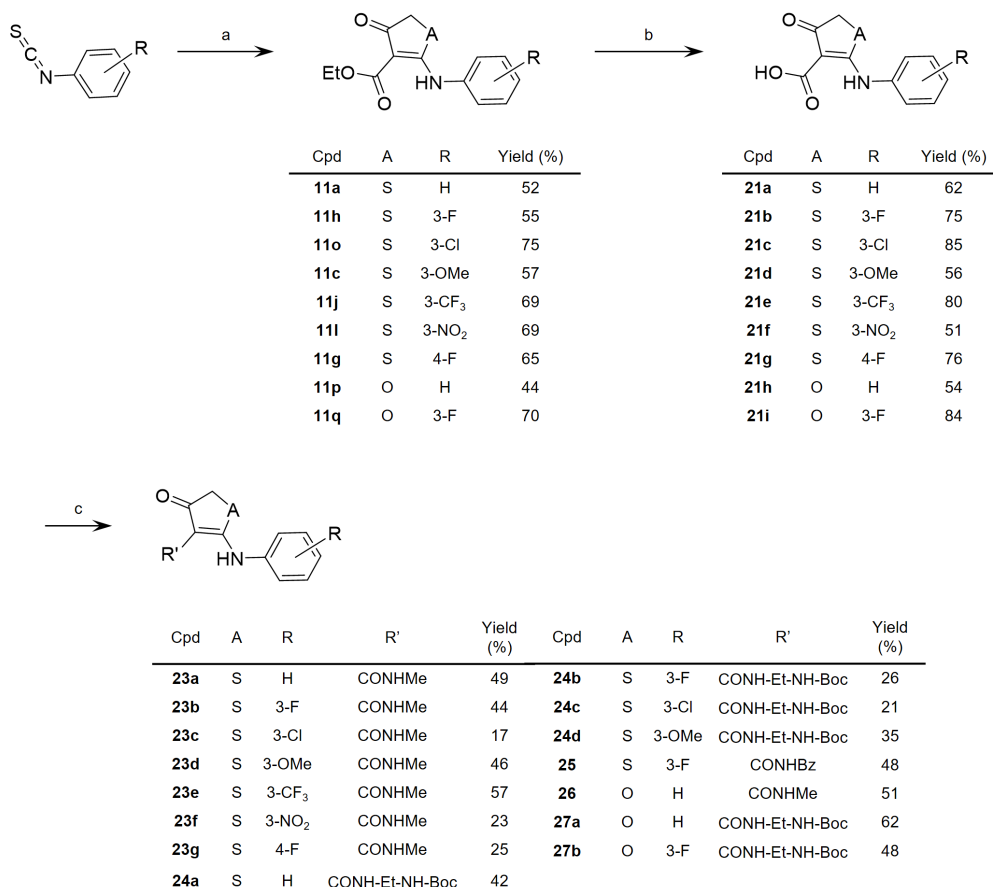 S
C
N
R
a
O
A
EtO
O
HN
R
b
O
A
HO
O
HN
R
Cpd A R Yield (%)
11a S H 52
11h S 3-F 55
11o S 3-Cl 75
11c S 3-OMe 57
11j S 3-CF3 69
11l S 3-NO2 69
11g S 4-F 65
11p O H 44
11q O 3-F 70
Cpd A R Yield (%)
21a S H 62
21b S 3-F 75
21c S 3-Cl 85
21d S 3-OMe 56
21e S 3-CF3 80
21f S 3-NO2 51
21g S 4-F 76
21h O H 54
21i O 3-F 84
c
O
A
R'
HN
R
Cpd A R R' Yield (%)
23a S H CONHMe 49
23b S 3-F CONHMe 44
23c S 3-Cl CONHMe 17
23d S 3-OMe CONHMe 46
23e S 3-CF3 CONHMe 57
23f S 3-NO2 CONHMe 23
23g S 4-F CONHMe 25
24a S H CONH-Et-NH-Boc 42
Cpd A R R' Yield (%)
24b S 3-F CONH-Et-NH-Boc 26
24c S 3-Cl CONH-Et-NH-Boc 21
24d S 3-OMe CONH-Et-NH-Boc 35
25 S 3-F CONHBz 48
26 O H CONHMe 51
27a O H CONH-Et-NH-Boc 62
27b O 3-F CONH-Et-NH-Boc 48